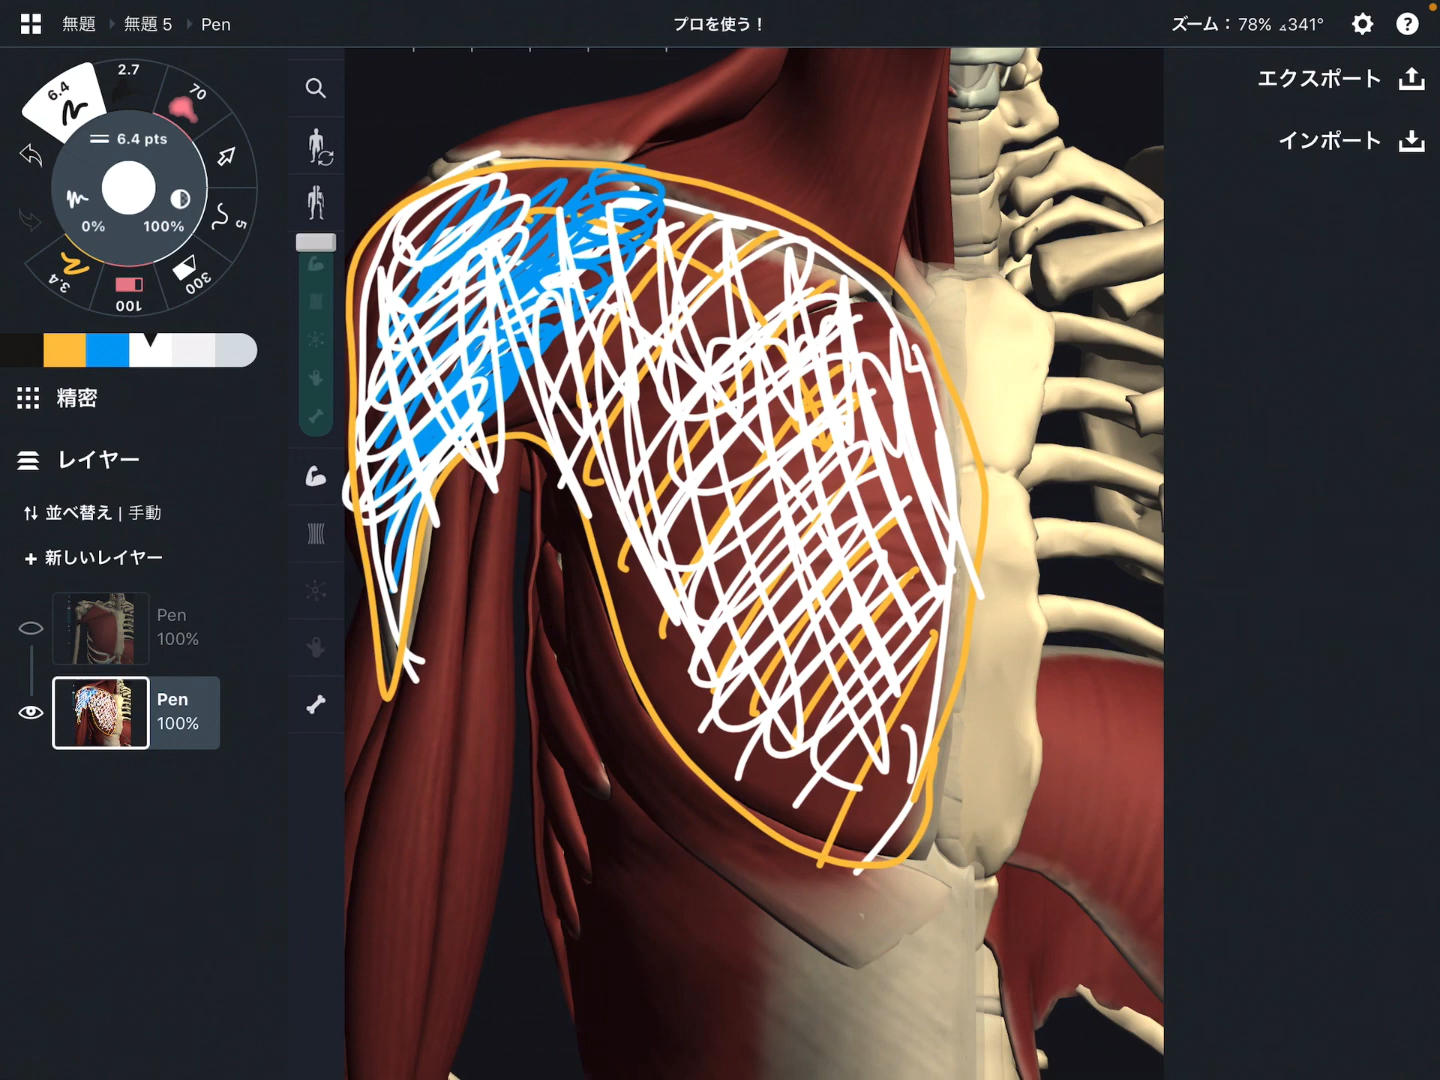 無題 無題 5 Pen
プロを使う！
ズーム： 78% ⊿341°
エクスポート
インポート
6.4
2.7
70
6.4 pts
0%
100%
5
300
100
3.4
精密
レイヤー
並べ替え | 手動
+ 新しいレイヤー
Pen
100%
Pen
100%